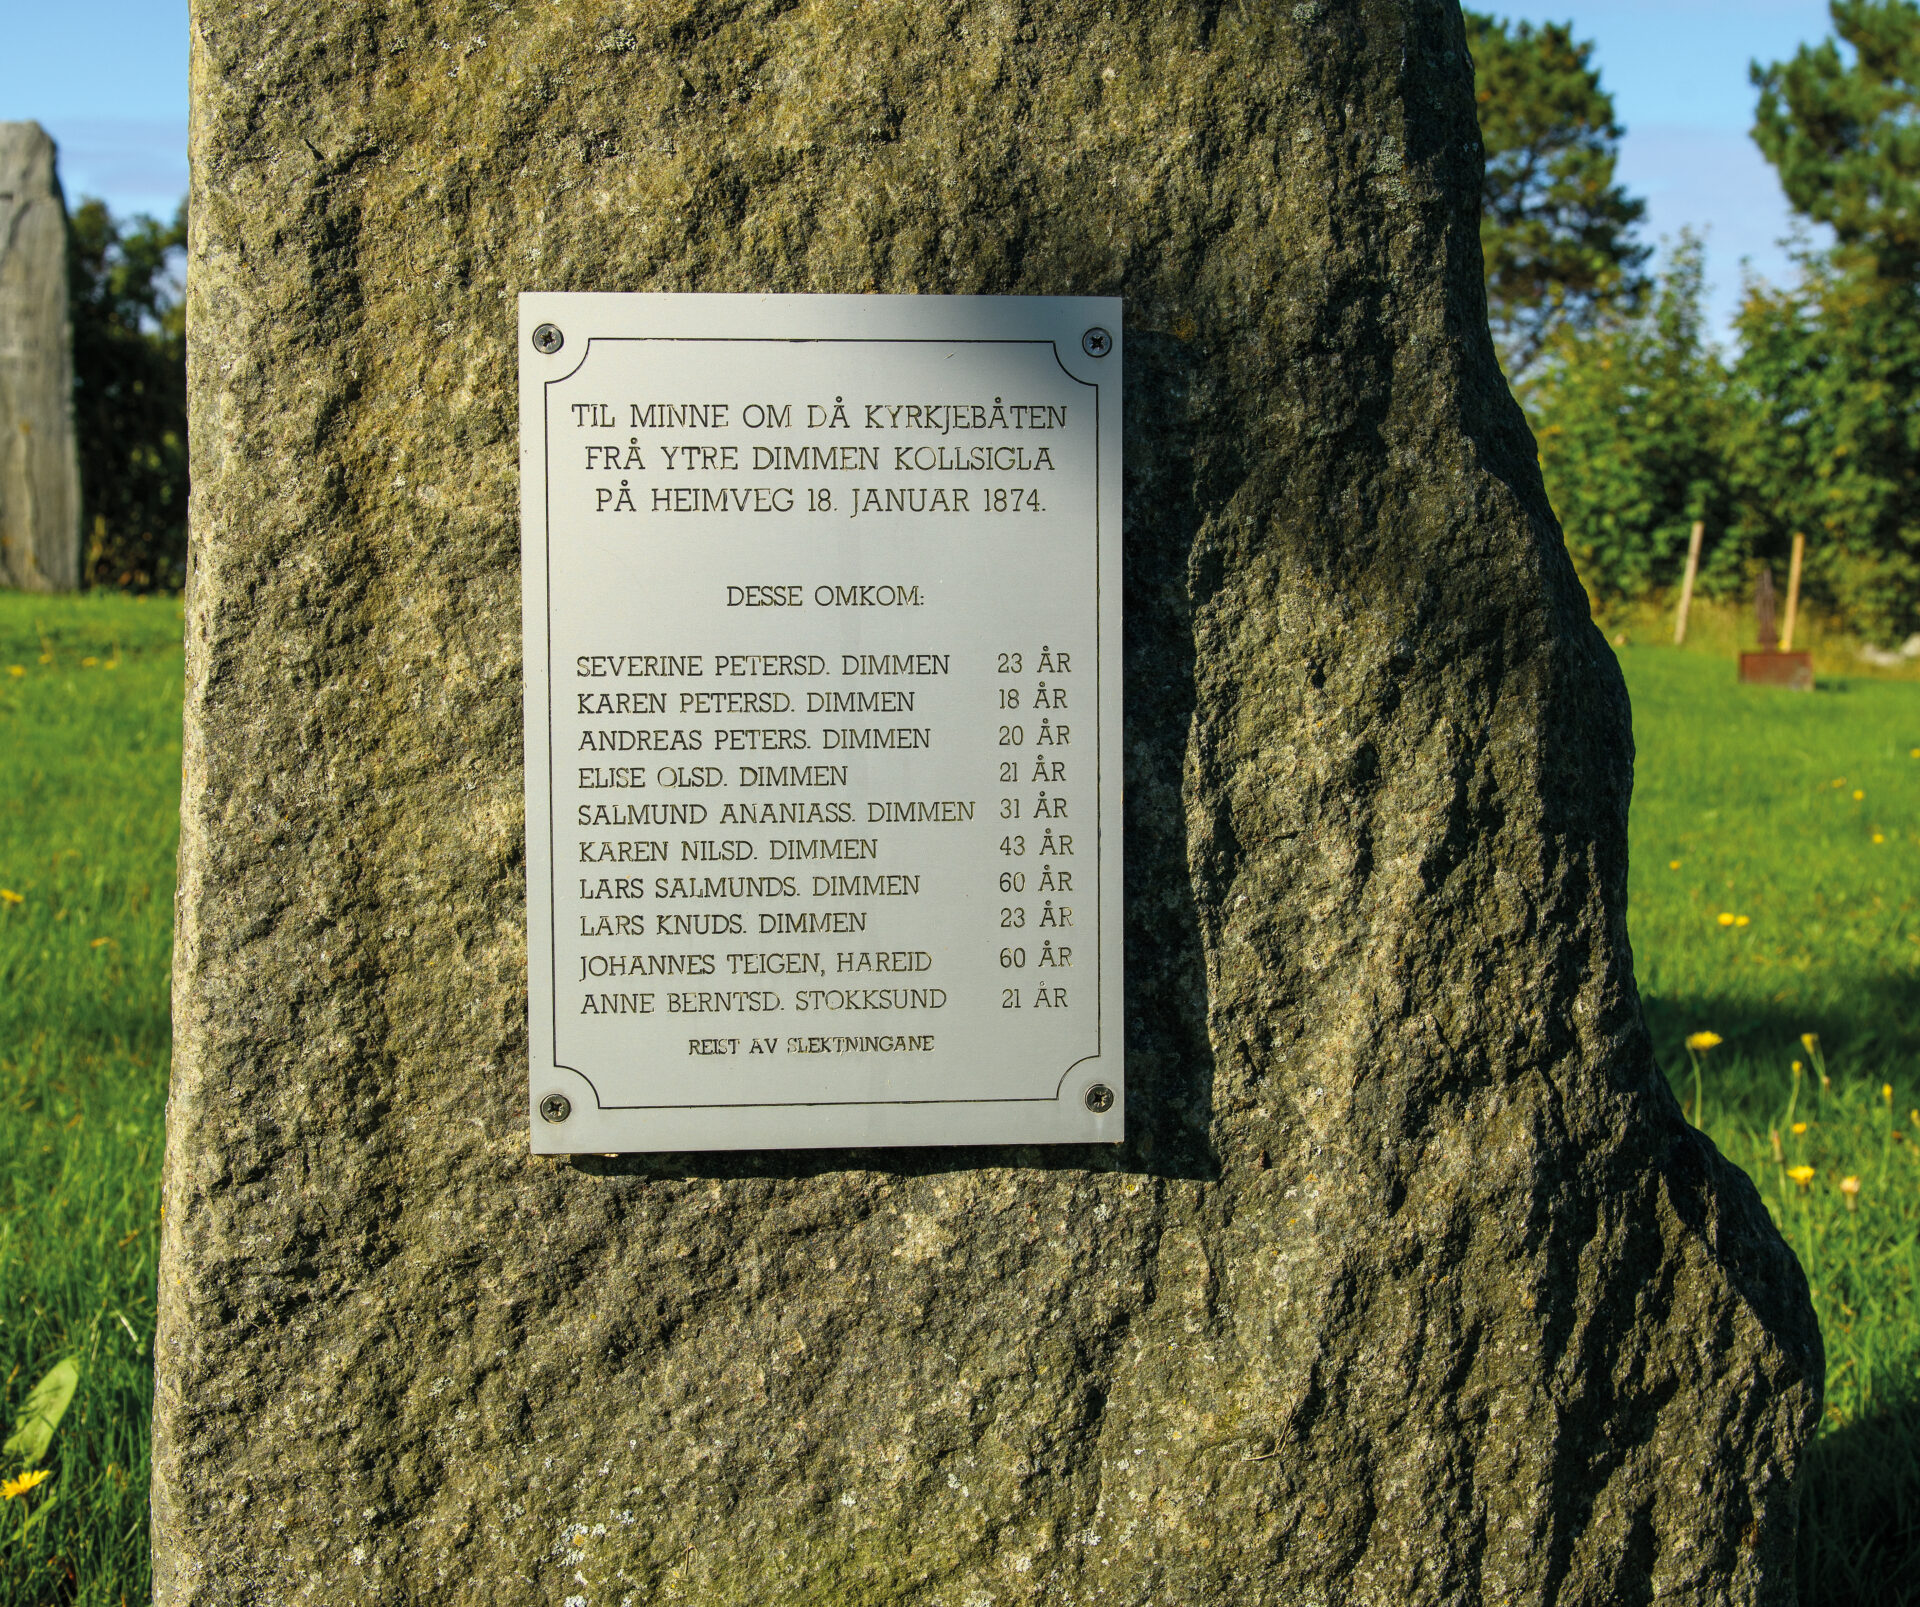 TIL MINNE OM DÅ KYRKJEBÅTEN
FRÅ YTRE DIMMEN KOLLSIGLA
PÅ HEIMVEG 18. JANUAR 1874.
DESSE OMKOM:
SEVERINE PETERSD. DIMMEN 23 ÅR
KAREN PETERSD. DIMMEN 18 ÅR
ANDREAS PETERS. DIMMEN 20 ÅR
ELISE OLSD. DIMMEN 21 ÅR
SALMUND ANANIASS. DIMMEN 31 ÅR
KAREN NILSD. DIMMEN 43 ÅR
LARS SALMUNDS. DIMMEN 60 ÅR
LARS KNUDS. DIMMEN 23 ÅR
JOHANNES TEIGEN, HAREID 60 ÅR
ANNE BERNTSD. STOKKSUND 21 ÅR
REIST AV SLEKTNINGANE